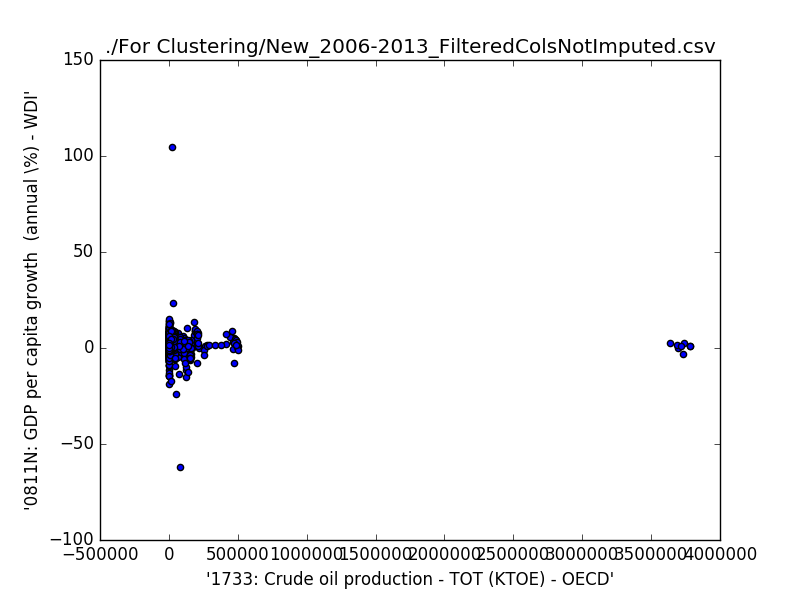 ./For Clustering/New_2006-2013_FilteredColsNotImputed.csv
150
100
50
0
−50
−100
'0811N: GDP per capita growth  (annual \%) - WDI'
−500000 0 500000 1000000 1500000 2000000 2500000 3000000 3500000 4000000
'1733: Crude oil production - TOT (KTOE) - OECD'